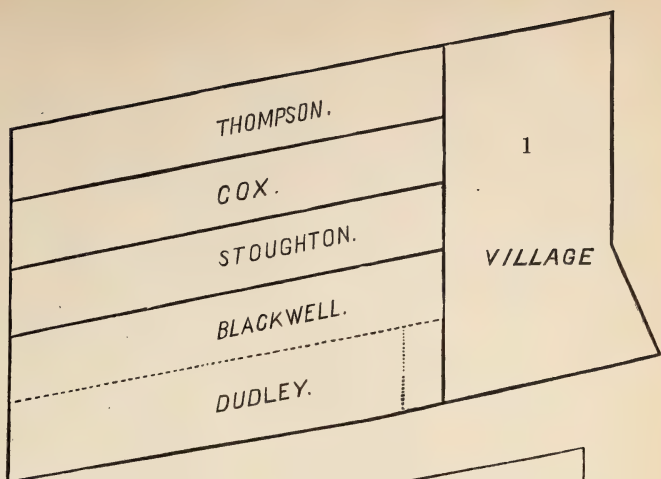 THOMPSON.
COX.
STOUGHTON.
BLACKWELL.
DUDLEY.
1
VILLAGE